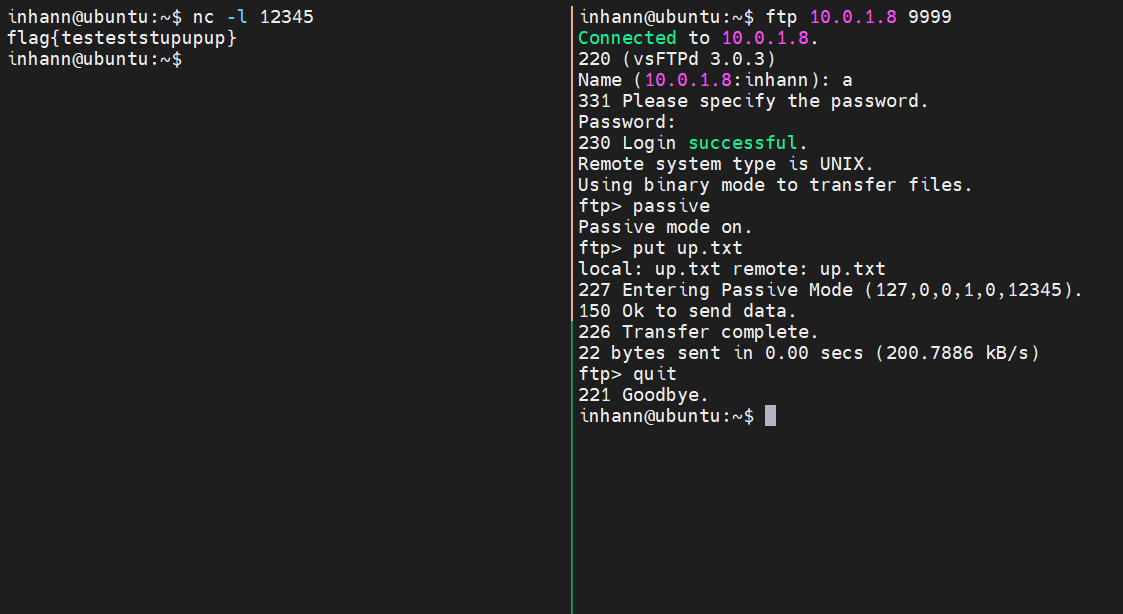 inhann@ubuntu:~$ nc -l 12345
flag{testeststupupup}
inhann@ubuntu:~$
inhann@ubuntu:~$ ftp 10.0.1.8 9999
Connected to 10.0.1.8.
220 (vsFTPd 3.0.3)
Name (10.0.1.8:inhann): a
331 Please specify the password.
Password:
230 Login successful.
Remote system type is UNIX.
Using binary mode to transfer files.
ftp> passive
Passive mode on.
ftp> put up.txt
local: up.txt remote: up.txt
227 Entering Passive Mode (127,0,0,1,0,12345).
150 Ok to send data.
226 Transfer complete.
22 bytes sent in 0.00 secs (200.7886 kB/s)
ftp> quit
221 Goodbye.
inhann@ubuntu:~$